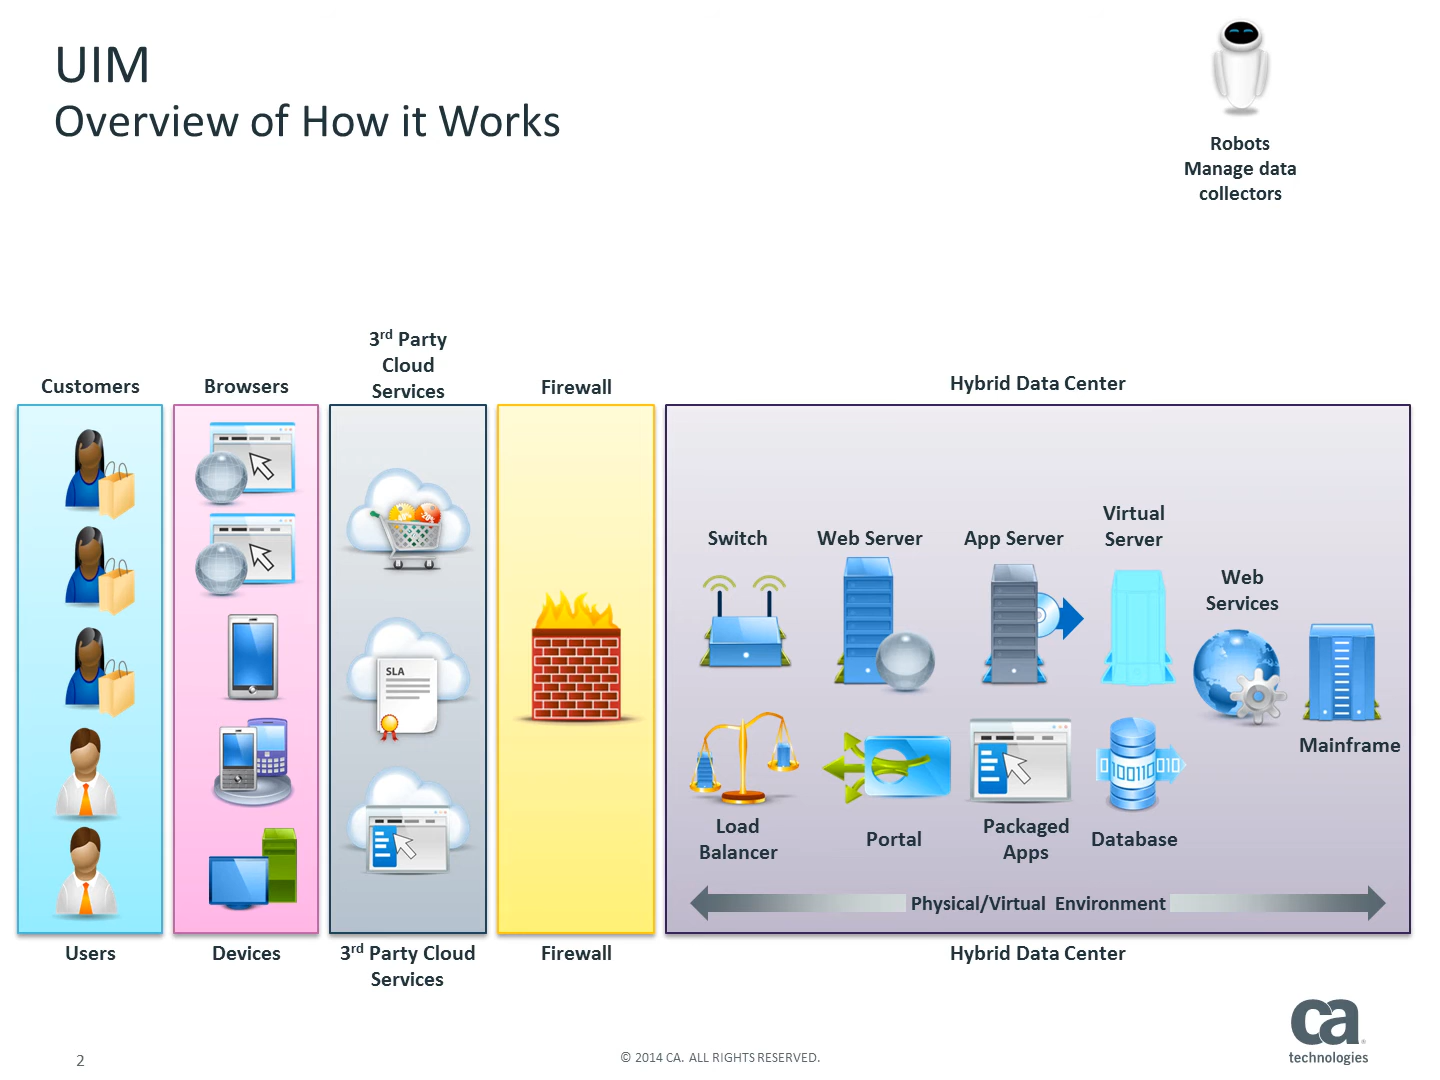 UIM
Overview of How it Works
Robots
Manage data
collectors
3rd Party
Cloud
Services
Customers
Browsers
Firewall
Hybrid Data Center
SLA
Switch
Web Server
App Server
Virtual
Server
Web
Services
Mainframe
010011010
Load
Balancer
Portal
Packaged
Apps
Database
Physical/Virtual Environment
Users
Devices
3rd Party Cloud
Services
Firewall
Hybrid Data Center
2
© 2014 CA. ALL RIGHTS RESERVED.
ca
technologies